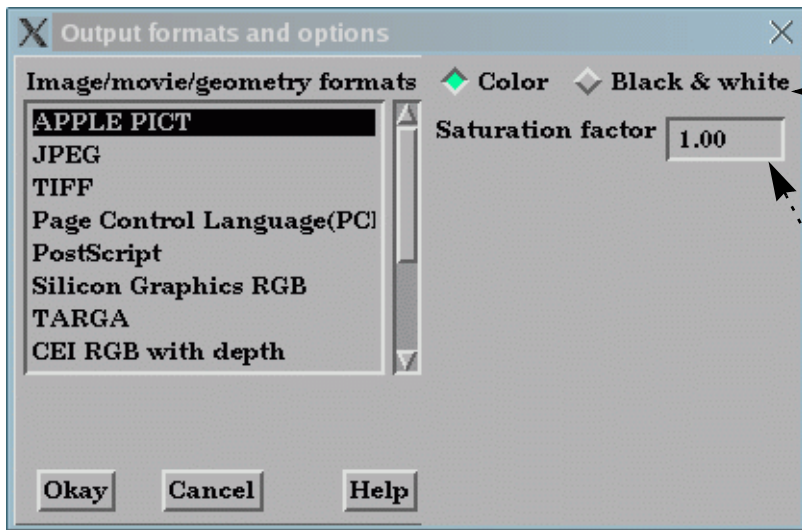 Output formats and options
Image/movie/geometry formats
APPLE PICT
JPEG
TIFF
Page Control Language(PCl
PostScript
Silicon Graphics RGB
TARGA
CEI RGB with depth
Color
Black & white
Saturation factor
1.00
Okay
Cancel
Help